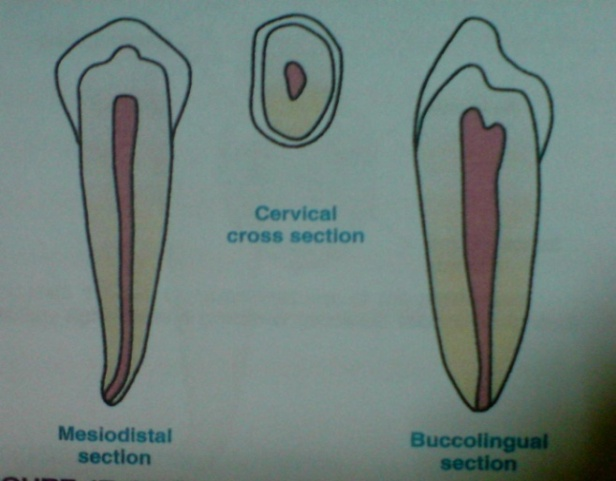 Cervical
cross section
Mesiodistal
section
Buccolingual
section